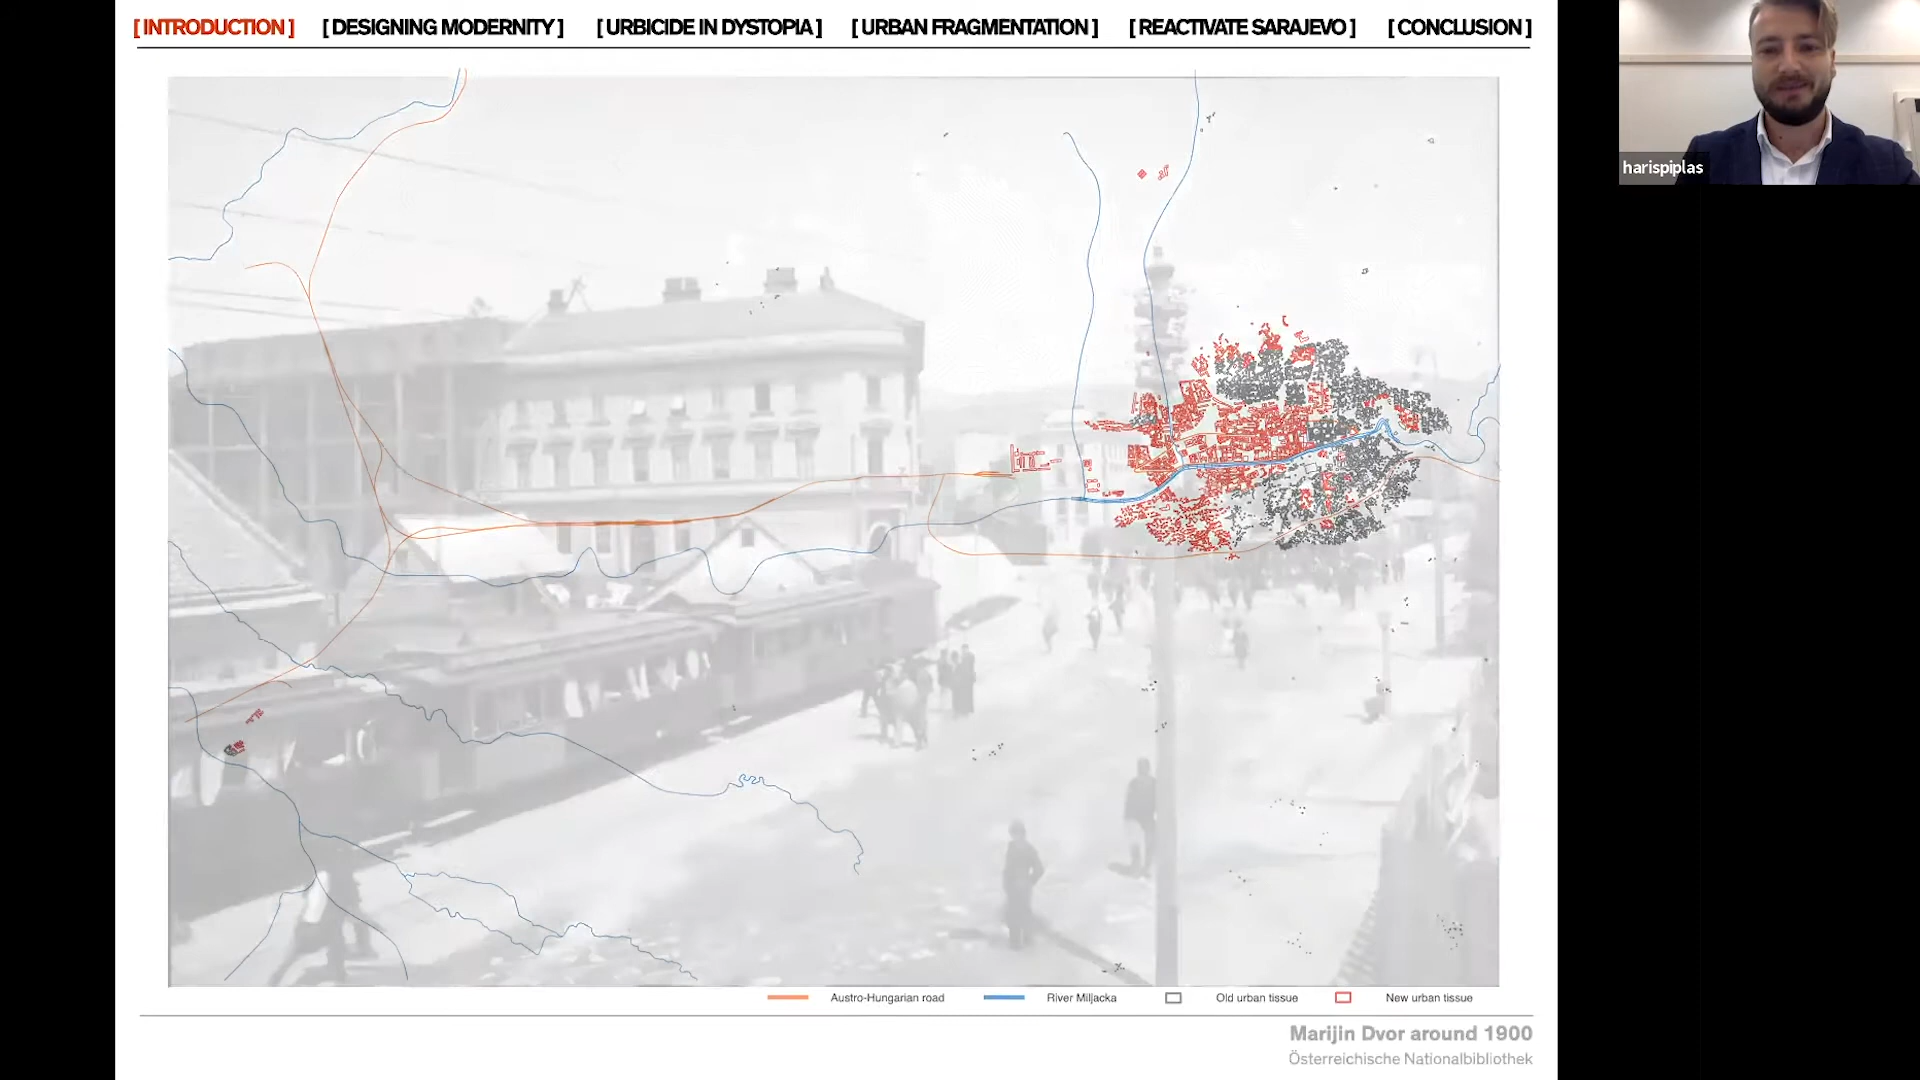 [ INTRODUCTION ] [ DESIGNING MODERNITY ] [ URBICIDE IN DYSTOPIA ] [ URBAN FRAGMENTATION ] [ REACTIVATE SARAJEVO ] [ CONCLUSION ]
harispiplas
Austro-Hungarian road River Miljacka Old urban tissue New urban tissue
Marijin Dvor around 1900
Österreichische Nationalbibliothek